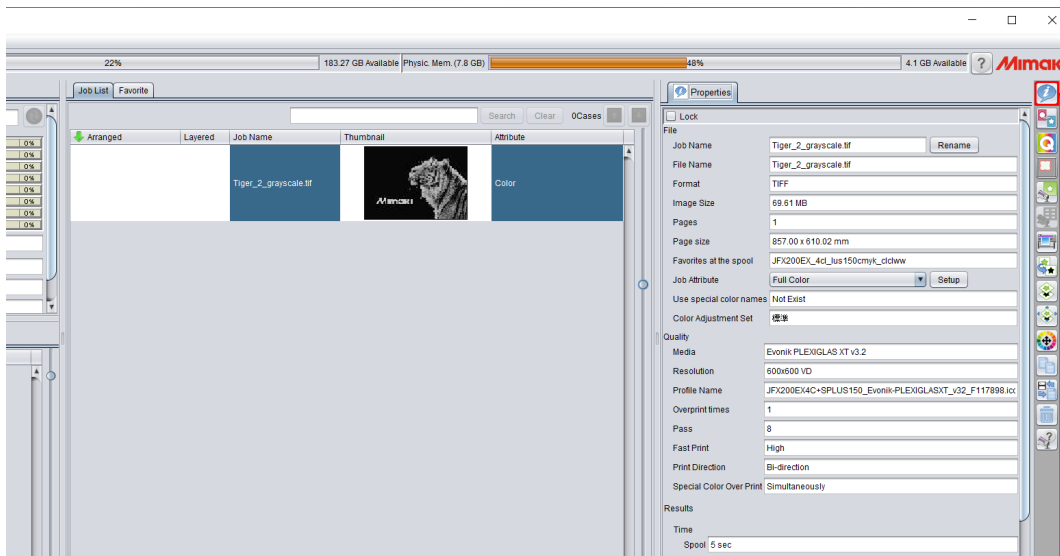 22%
183.27 GB Available
Physic. Mem. (7.8 GB)
48%
4.1 GB Available
?
Mimaki
Job List
Favorite
Search
Clear
0Cases
Arranged
Layered
Job Name
Thumbnail
Attribute
Tiger_2_grayscale.tif
MIMAKI
Color
0%
0%
0%
0%
0%
0%
0%
0%
Properties
Lock
File
Job Name Tiger_2_grayscale.tif Rename
File Name Tiger_2_grayscale.tif
Format TIFF
Image Size 69.61 MB
Pages 1
Page size 857.00 x 610.02 mm
Favorites at the spool JFX200EX_4cl_lus150cmyk_clclww
Job Attribute Full Color Setup
Use special color names Not Exist
Color Adjustment Set 標準
Quality
Media Evonik PLEXIGLAS XT v3.2
Resolution 600x600 VD
Profile Name JFX200EX4C+SPLUS150_Evonik-PLEXIGLASXT_v32_F117898.icc
Overprint times 1
Pass 8
Fast Print High
Print Direction Bi-direction
Special Color Over Print Simultaneously
Results
Time
Spool 5 sec